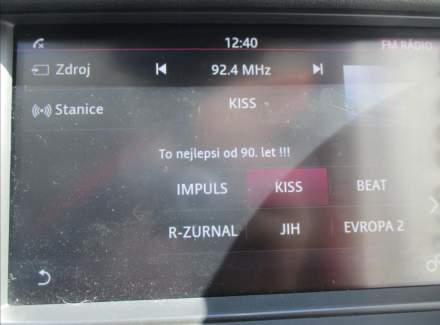 12:40
FM RÁDIO
Zdroj
92.4 MHz
Stanice
KISS
To nejlepsi od 90. let !!!
IMPULS KISS BEAT
R-ZURNAL JIH EVROPA 2